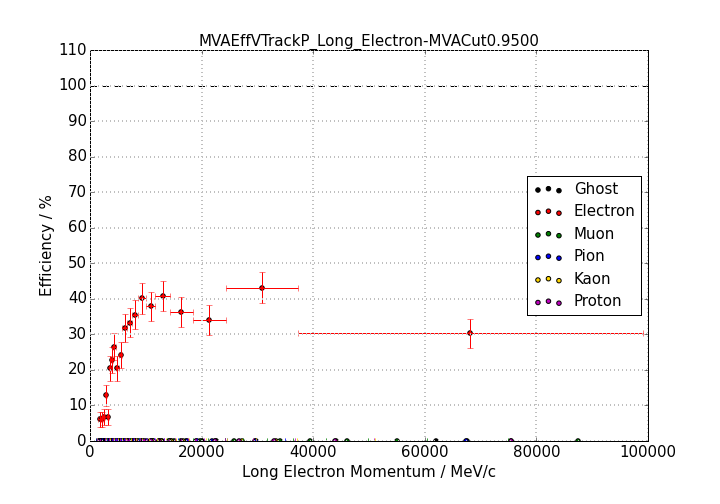 MVAEffVTrackP_Long_Electron-MVACut0.9500
110
100
90
80
70
60
50
40
30
20
10
0
Efficiency / %
Ghost
Electron
Muon
Pion
Kaon
Proton
0 20000 40000 60000 80000 100000
Long Electron Momentum / MeV/c